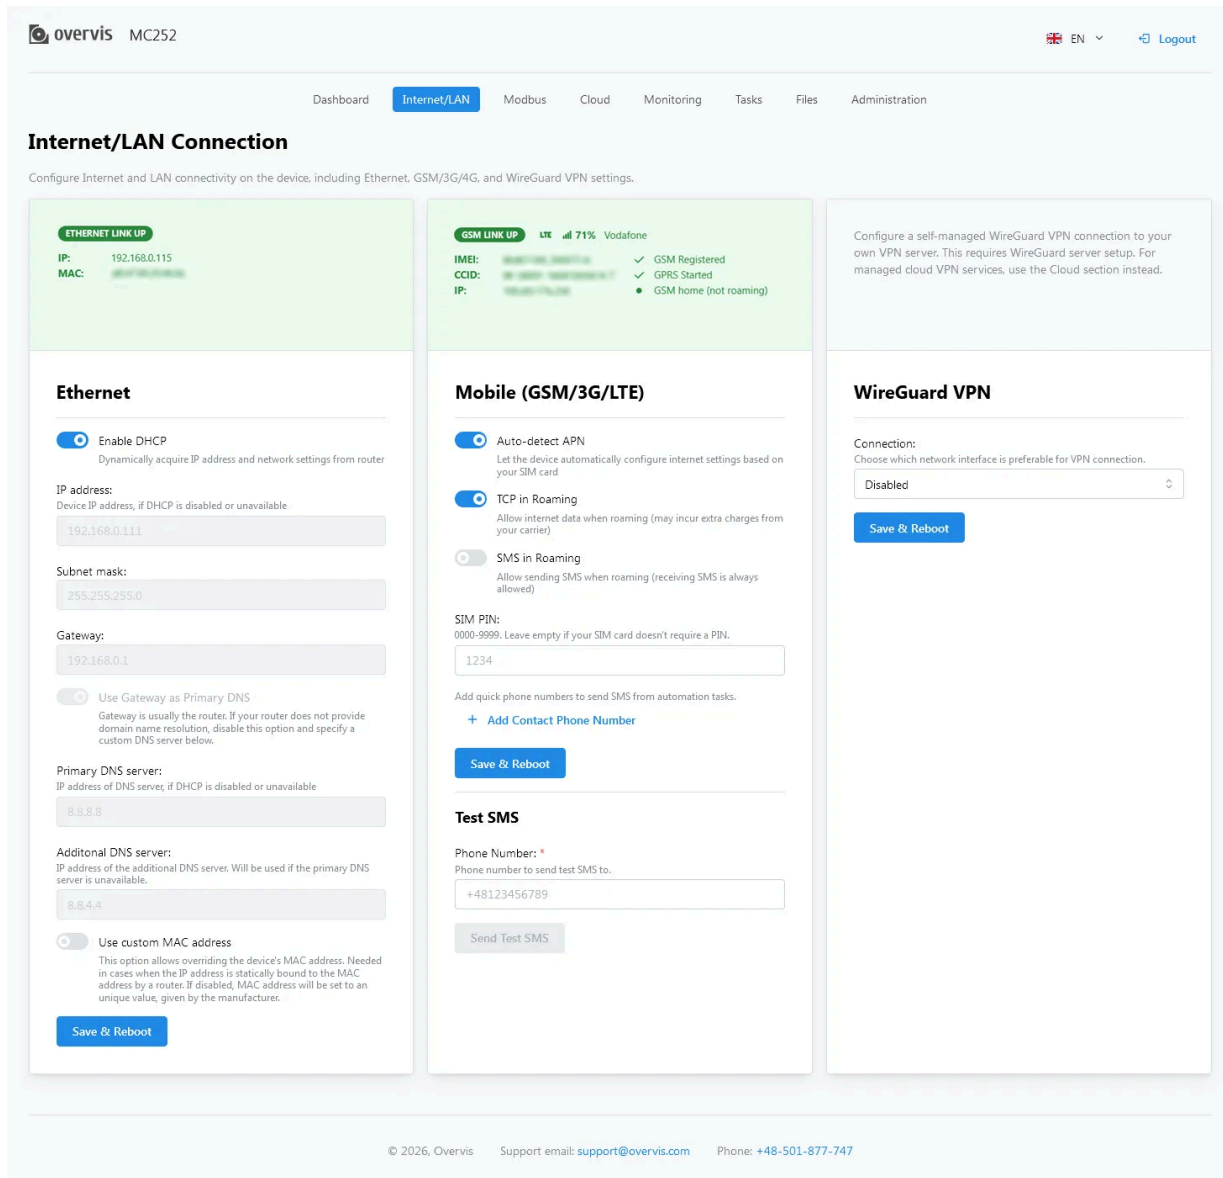 overvis MC252
EN
Logout
Dashboard Internet/LAN Modbus Cloud Monitoring Tasks Files Administration
Internet/LAN Connection
Configure Internet and LAN connectivity on the device, including Ethernet, GSM/3G/4G, and WireGuard VPN settings.
ETHERNET LINK UP
IP: 192.168.0.115
MAC:
Ethernet
Enable DHCP
Dynamically acquire IP address and network settings from router
IP address:
Device IP address, if DHCP is disabled or unavailable
192.168.0.111
Subnet mask:
255.255.255.0
Gateway:
192.168.0.1
Use Gateway as Primary DNS
Gateway is usually the router. If your router does not provide
domain name resolution, disable this option and specify a
custom DNS server below.
Primary DNS server:
IP address of DNS server, if DHCP is disabled or unavailable
8.8.8.8
Additonal DNS server:
IP address of the additional DNS server. Will be used if the primary DNS
server is unavailable.
8.8.4.4
Use custom MAC address
This option allows overriding the device's MAC address. Needed
in cases when the IP address is statically bound to the MAC
address by a router. If disabled, MAC address will be set to an
unique value, given by the manufacturer.
Save & Reboot
GSM LINK UP LTE 71% Vodafone
IMEI:
CCID:
IP:
GSM Registered
GPRS Started
GSM home (not roaming)
Mobile (GSM/3G/LTE)
Auto-detect APN
Let the device automatically configure internet settings based on
your SIM card
TCP in Roaming
Allow internet data when roaming (may incur extra charges from
your carrier)
SMS in Roaming
Allow sending SMS when roaming (receiving SMS is always
allowed)
SIM PIN:
0000-9999. Leave empty if your SIM card doesn't require a PIN.
1234
Add quick phone numbers to send SMS from automation tasks.
+ Add Contact Phone Number
Save & Reboot
Test SMS
Phone Number: *
Phone number to send test SMS to.
+48123456789
Send Test SMS
Configure a self-managed WireGuard VPN connection to your
own VPN server. This requires WireGuard server setup. For
managed cloud VPN services, use the Cloud section instead.
WireGuard VPN
Connection:
Choose which network interface is preferable for VPN connection.
Disabled
Save & Reboot
© 2026, Overvis Support email: support@overvis.com Phone: +48-501-877-747